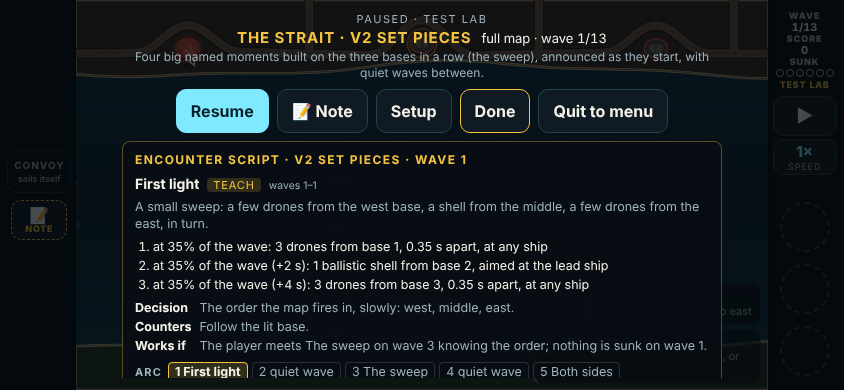 PAUSED · TEST LAB
THE STRAIT · V2 SET PIECES full map · wave 1/13
Four big named moments built on the three bases in a row (the sweep), announced as they start, with
quiet waves between.
Resume 📝 Note Setup Done Quit to menu
ENCOUNTER SCRIPT · V2 SET PIECES · WAVE 1
First light TEACH waves 1–1
A small sweep: a few drones from the west base, a shell from the middle, a few drones from the
east, in turn.
1. at 35% of the wave: 3 drones from base 1, 0.35 s apart, at any ship
2. at 35% of the wave (+2 s): 1 ballistic shell from base 2, aimed at the lead ship
3. at 35% of the wave (+4 s): 3 drones from base 3, 0.35 s apart, at any ship
Decision The order the map fires in, slowly: west, middle, east.
Counters Follow the lit base.
Works if The player meets The sweep on wave 3 knowing the order; nothing is sunk on wave 1.
ARC 1 First light 2 quiet wave 3 The sweep 4 quiet wave 5 Both sides
CONVOY
sails itself
NOTE
WAVE
1/13
SCORE
0
SUNK
TEST LAB
1×
SPEED
east
, or